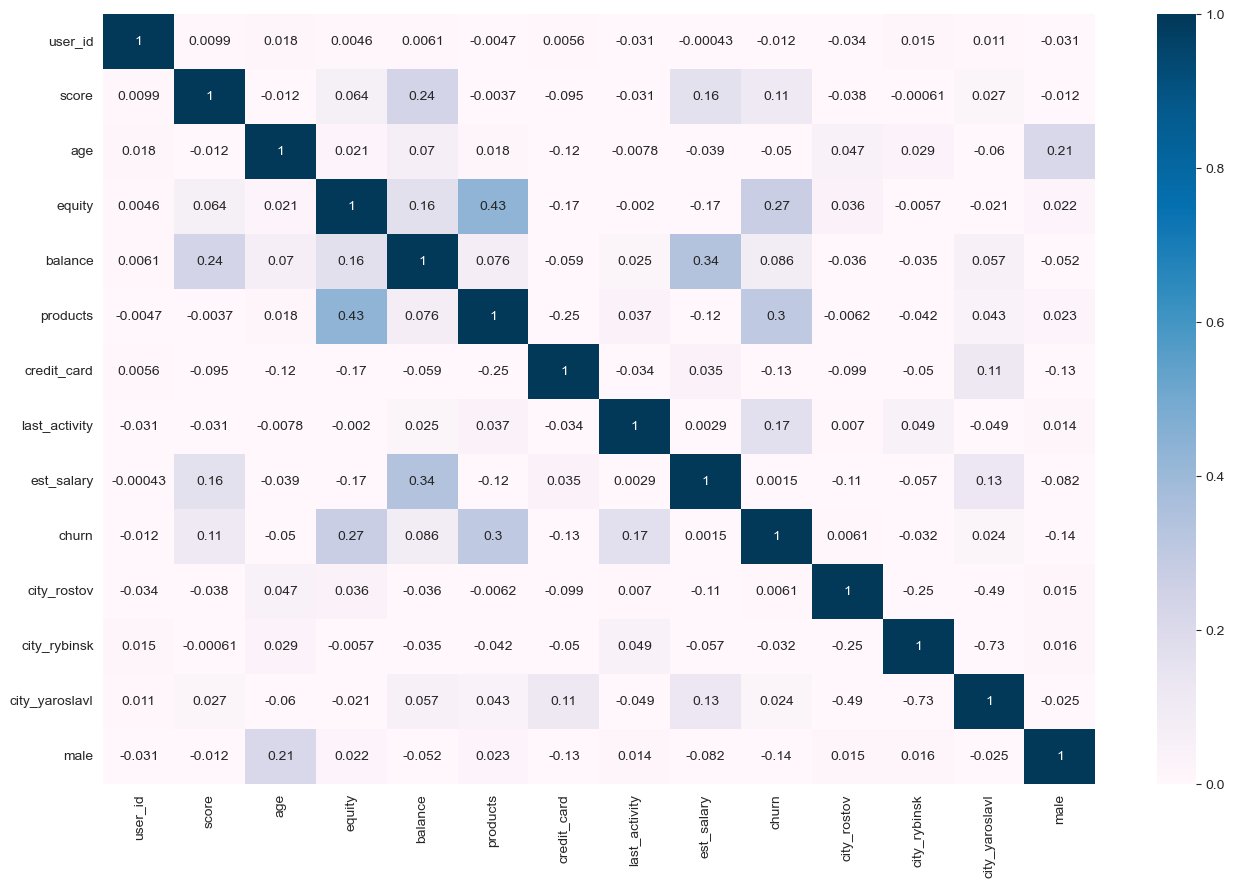 user_id 1 0.0099 0.018 0.0046 0.0061 -0.0047 0.0056 -0.031 -0.00043 -0.012 -0.034 0.015 0.011 -0.031
score 0.0099 1 -0.012 0.064 0.24 -0.0037 -0.095 -0.031 0.16 0.11 -0.038 -0.00061 0.027 -0.012
age 0.018 -0.012 1 0.021 0.07 0.018 -0.12 -0.0078 -0.039 -0.05 0.047 0.029 -0.06 0.21
equity 0.0046 0.064 0.021 1 0.16 0.43 -0.17 -0.002 -0.17 0.27 0.036 -0.0057 -0.021 0.022
balance 0.0061 0.24 0.07 0.16 1 0.076 -0.059 0.025 0.34 0.086 -0.036 -0.035 0.057 -0.052
products -0.0047 -0.0037 0.018 0.43 0.076 1 -0.25 0.037 -0.12 0.3 -0.0062 -0.042 0.043 0.023
credit_card 0.0056 -0.095 -0.12 -0.17 -0.059 -0.25 1 -0.034 0.035 -0.13 -0.099 -0.05 0.11 -0.13
last_activity -0.031 -0.031 -0.0078 -0.002 0.025 0.037 -0.034 1 0.0029 0.17 0.007 0.049 -0.049 0.014
est_salary -0.00043 0.16 -0.039 -0.17 0.34 -0.12 0.035 0.0029 1 0.0015 -0.11 -0.057 0.13 -0.082
churn -0.012 0.11 -0.05 0.27 0.086 0.3 -0.13 0.17 0.0015 1 0.0061 -0.032 0.024 -0.14
city_rostov -0.034 -0.038 0.047 0.036 -0.036 -0.0062 -0.099 0.007 -0.11 0.0061 1 -0.25 -0.49 0.015
city_rybinsk 0.015 -0.00061 0.029 -0.0057 -0.035 -0.042 -0.05 0.049 -0.057 -0.032 -0.25 1 -0.73 0.016
city_yaroslavl 0.011 0.027 -0.06 -0.021 0.057 0.043 0.11 -0.049 0.13 0.024 -0.49 -0.73 1 -0.025
male -0.031 -0.012 0.21 0.022 -0.052 0.023 -0.13 0.014 -0.082 -0.14 0.015 0.016 -0.025 1
user_id score age equity balance products credit_card last_activity est_salary churn city_rostov city_rybinsk city_yaroslavl male
1.0
0.8
0.6
0.4
0.2
0.0